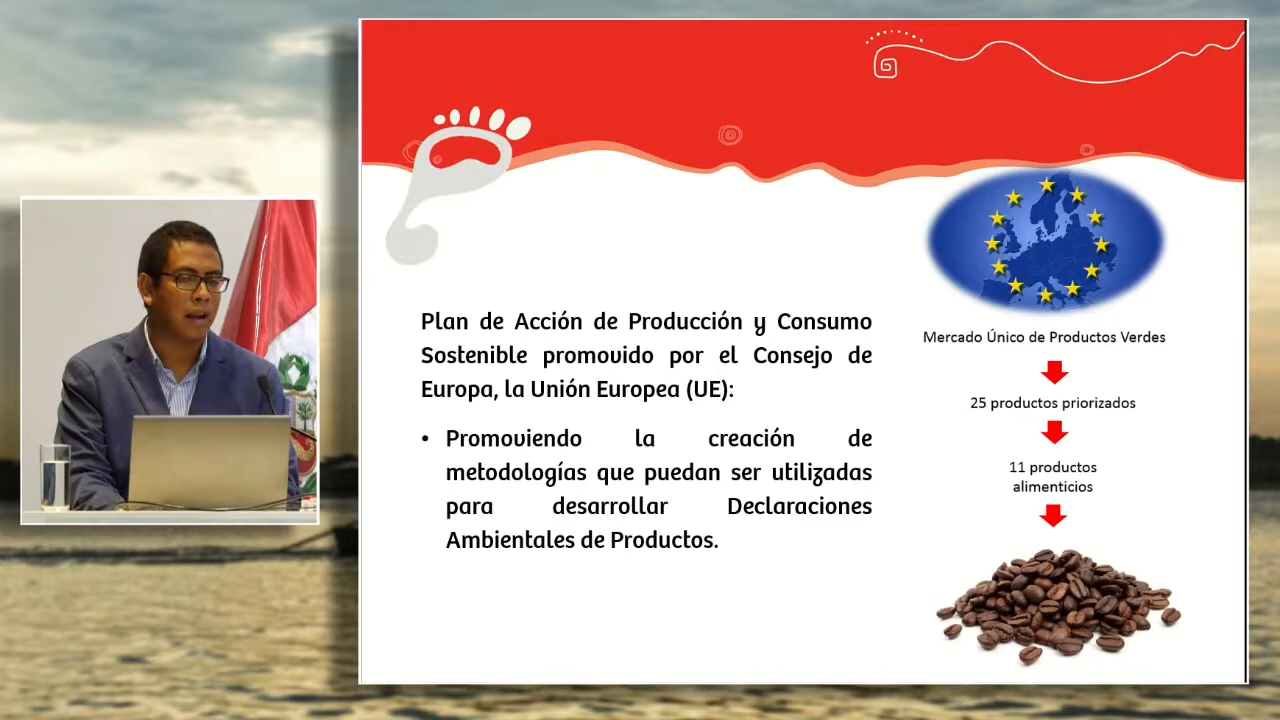 Plan de Acción de Producción y Consumo
Sostenible promovido por el Consejo de
Europa, la Unión Europea (UE):
• Promoviendo la creación de
metodologías que puedan ser utilizadas
para desarrollar Declaraciones
Ambientales de Productos.
Mercado Único de Productos Verdes
25 productos priorizados
11 productos
alimenticios